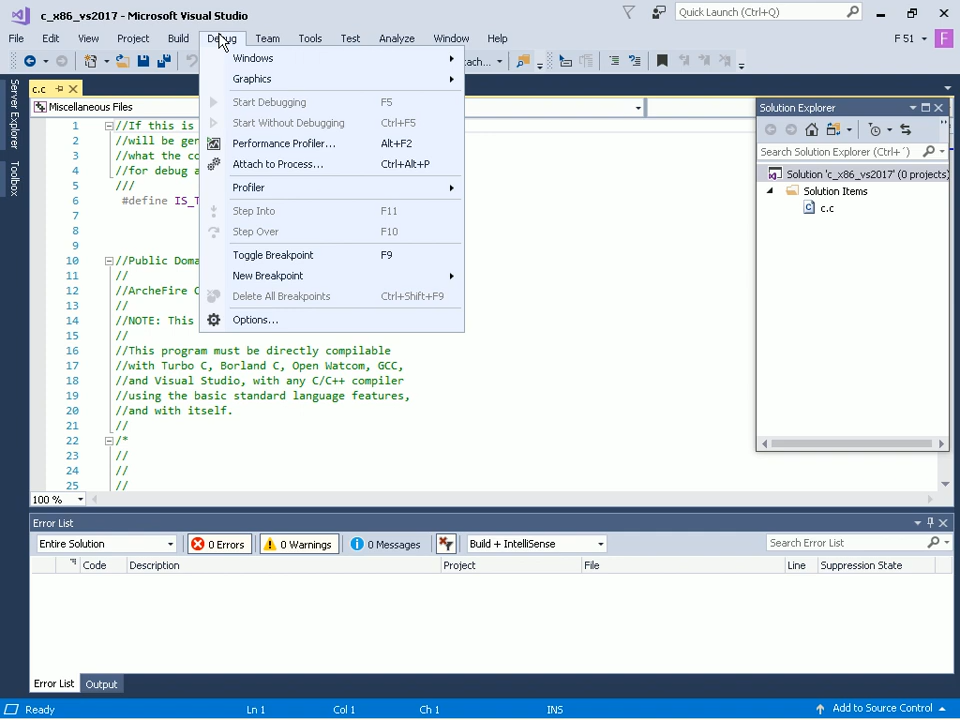 c_x86_vs2017 - Microsoft Visual Studio
Quick Launch (Ctrl+Q)
File Edit View Project Build Debug Team Tools Test Analyze Window Help
F 51
F
tach...
c.c
Miscellaneous Files
Server Explorer
Toolbox
Windows
Graphics
Start Debugging F5
Start Without Debugging Ctrl+F5
Performance Profiler... Alt+F2
Attach to Process... Ctrl+Alt+P
Profiler
Step Into F11
Step Over F10
Toggle Breakpoint F9
New Breakpoint
Delete All Breakpoints Ctrl+Shift+F9
Options...
1 //If this is
2 //will be gen
3 //what the co
4 //for debug a
5 ///
6 #define IS_T
7
8
9
10 //Public Doma
11 //
12 //ArcheFire C
13 //
14 //NOTE: This
15 //
16 //This program must be directly compilable
17 //with Turbo C, Borland C, Open Watcom, GCC,
18 //and Visual Studio, with any C/C++ compiler
19 //using the basic standard language features,
20 //and with itself.
21 //
22 /*
23 //
24 //
25 //
100 %
Solution Explorer
Search Solution Explorer (Ctrl+´)
Solution 'c_x86_vs2017' (0 projects)
Solution Items
c.c
Error List
Entire Solution 0 Errors 0 Warnings 0 Messages Build + IntelliSense Search Error List
Code Description Project File Line Suppression State
Error List Output
Ready Ln 1 Col 1 Ch 1 INS Add to Source Control